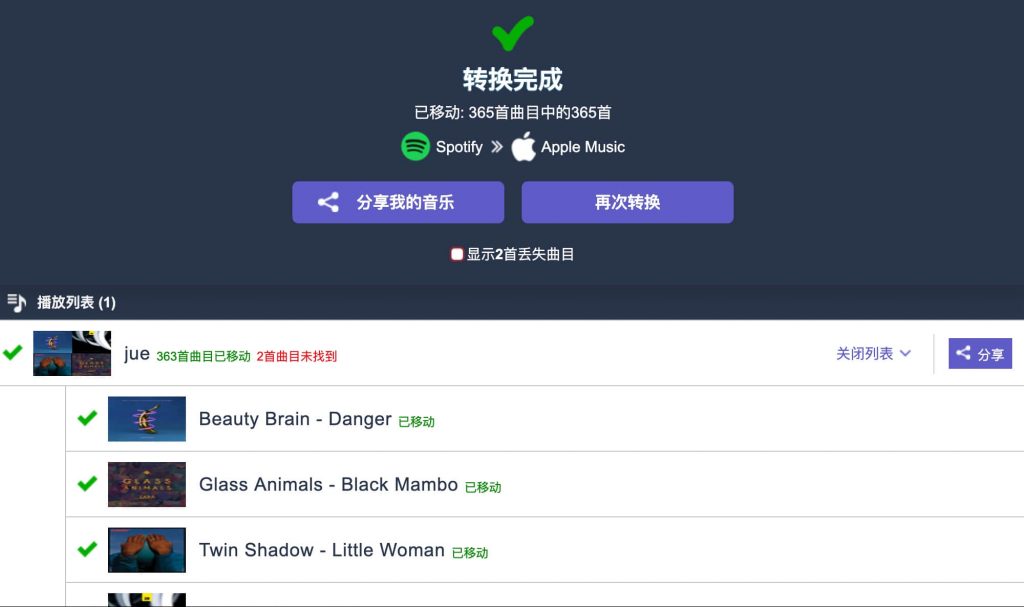 转换完成
已移动: 365首曲目中的365首
Spotify Apple Music
分享我的音乐 再次转换
显示2首丢失曲目
播放列表 (1)
jue 363首曲目已移动 2首曲目未找到 关闭列表 分享
Beauty Brain - Danger 已移动
GLASS
ANIMALS
Glass Animals - Black Mambo 已移动
Twin Shadow - Little Woman 已移动